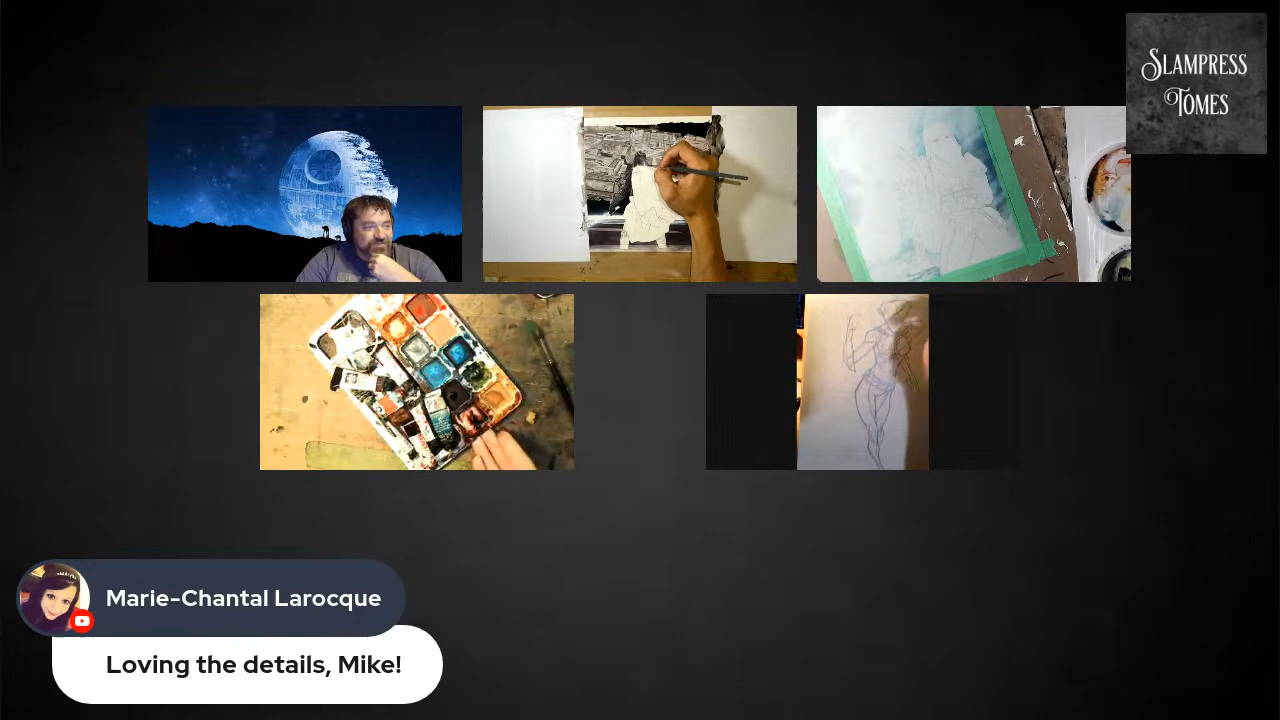 Slampress
Tomes
Marie-Chantal Larocque
Loving the details, Mike!